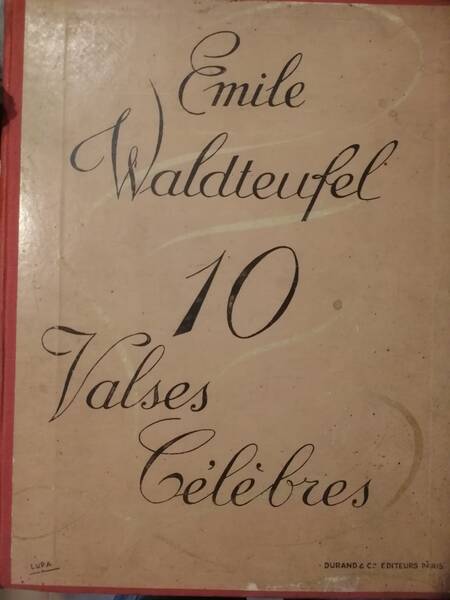 Emile
Waldteufel
10
Valses
Célèbres
LUPA
DURAND & Cie EDITEURS PARIS